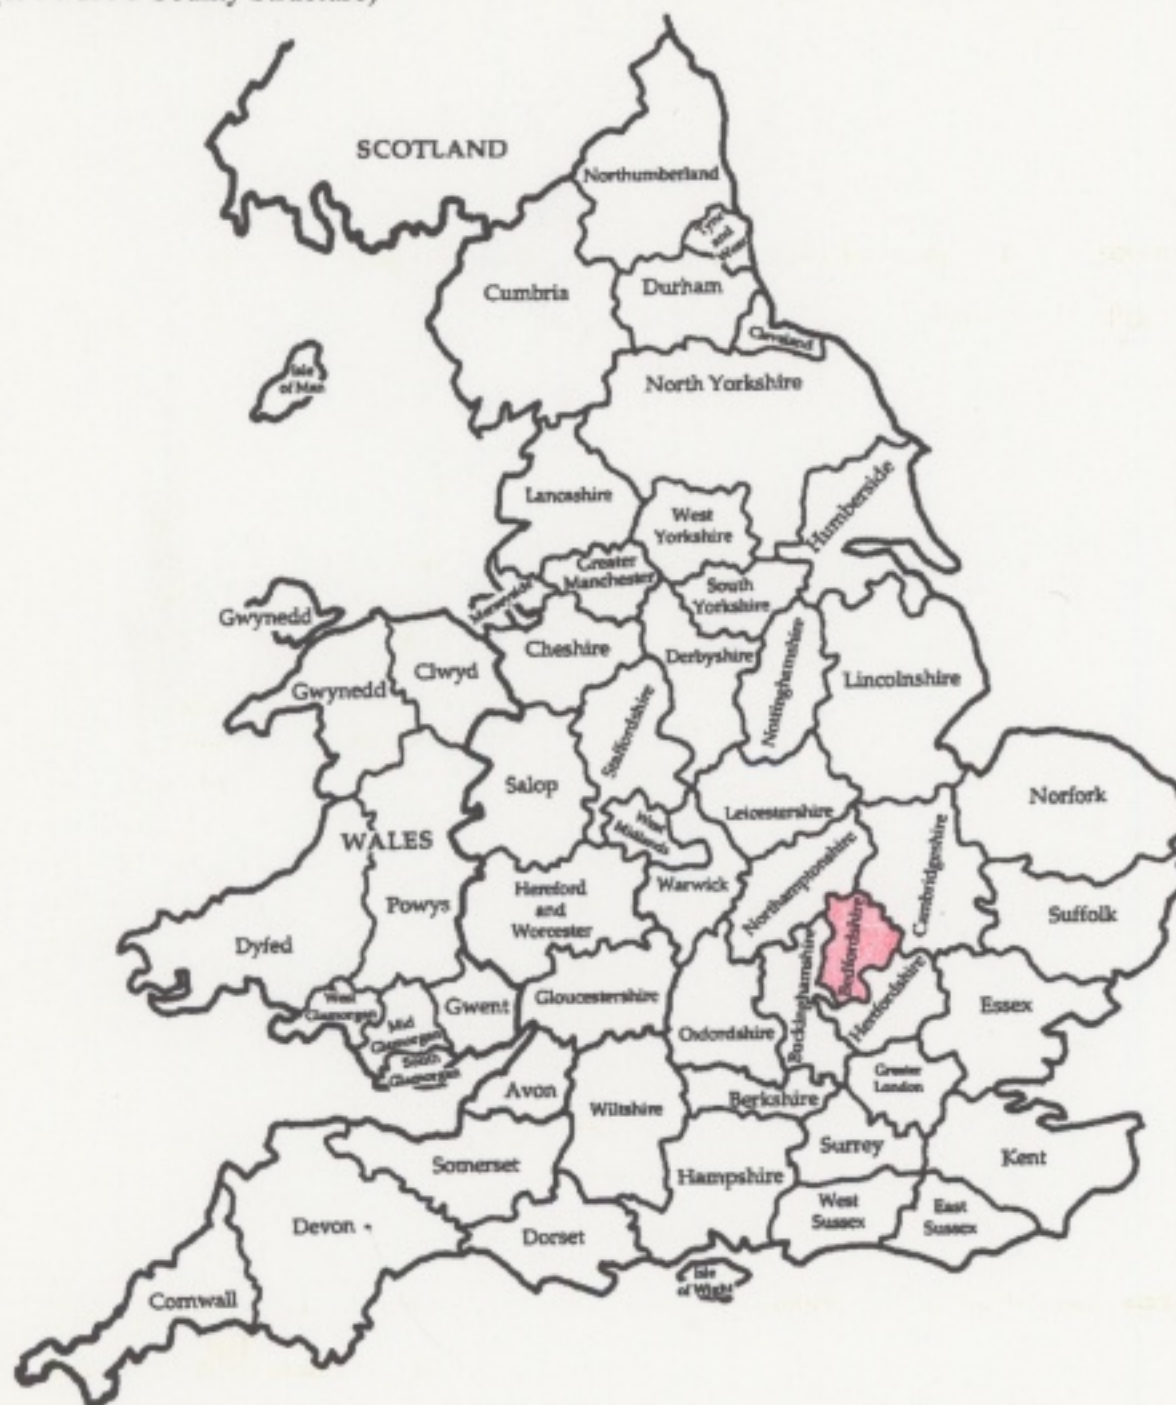 County Structure)
SCOTLAND
Northumberland
Tyne
and
Wear
Cumbria
Durham
Cleveland
Isle
of Man
North Yorkshire
Lancashire
West
Yorkshire
Humberside
Greater
Manchester
South
Yorkshire
Merseyside
Gwynedd
Cheshire
Derbyshire
Nottinghamshire
Lincolnshire
Clwyd
Gwynedd
Staffordshire
Salop
Norfork
Leicestershire
West
Midlands
WALES
Northamptonshire
Cambridgeshire
Warwick
Hereford
and
Worcester
Powys
Suffolk
Dyfed
Bedfordshire
Buckinghamshire
Hertfordshire
West
Glamorgan
Gwent
Gloucestershire
Essex
Mid
Glamorgan
Oxfordshire
South
Glamorgan
Greater
London
Avon
Berkshire
Wiltshire
Surrey
Kent
Somerset
Hampshire
West
Sussex
East
Sussex
Devon
Dorset
Isle
of Wight
Cornwall